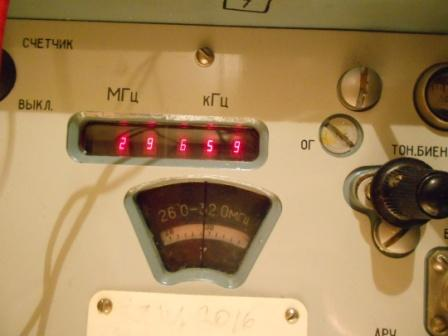 СЧЕТЧИК
ВЫКЛ.
МГц кГц
2 9 6 5 9
ОГ
ТОН.БИЕН
26.0-32.0МГц
АРУ